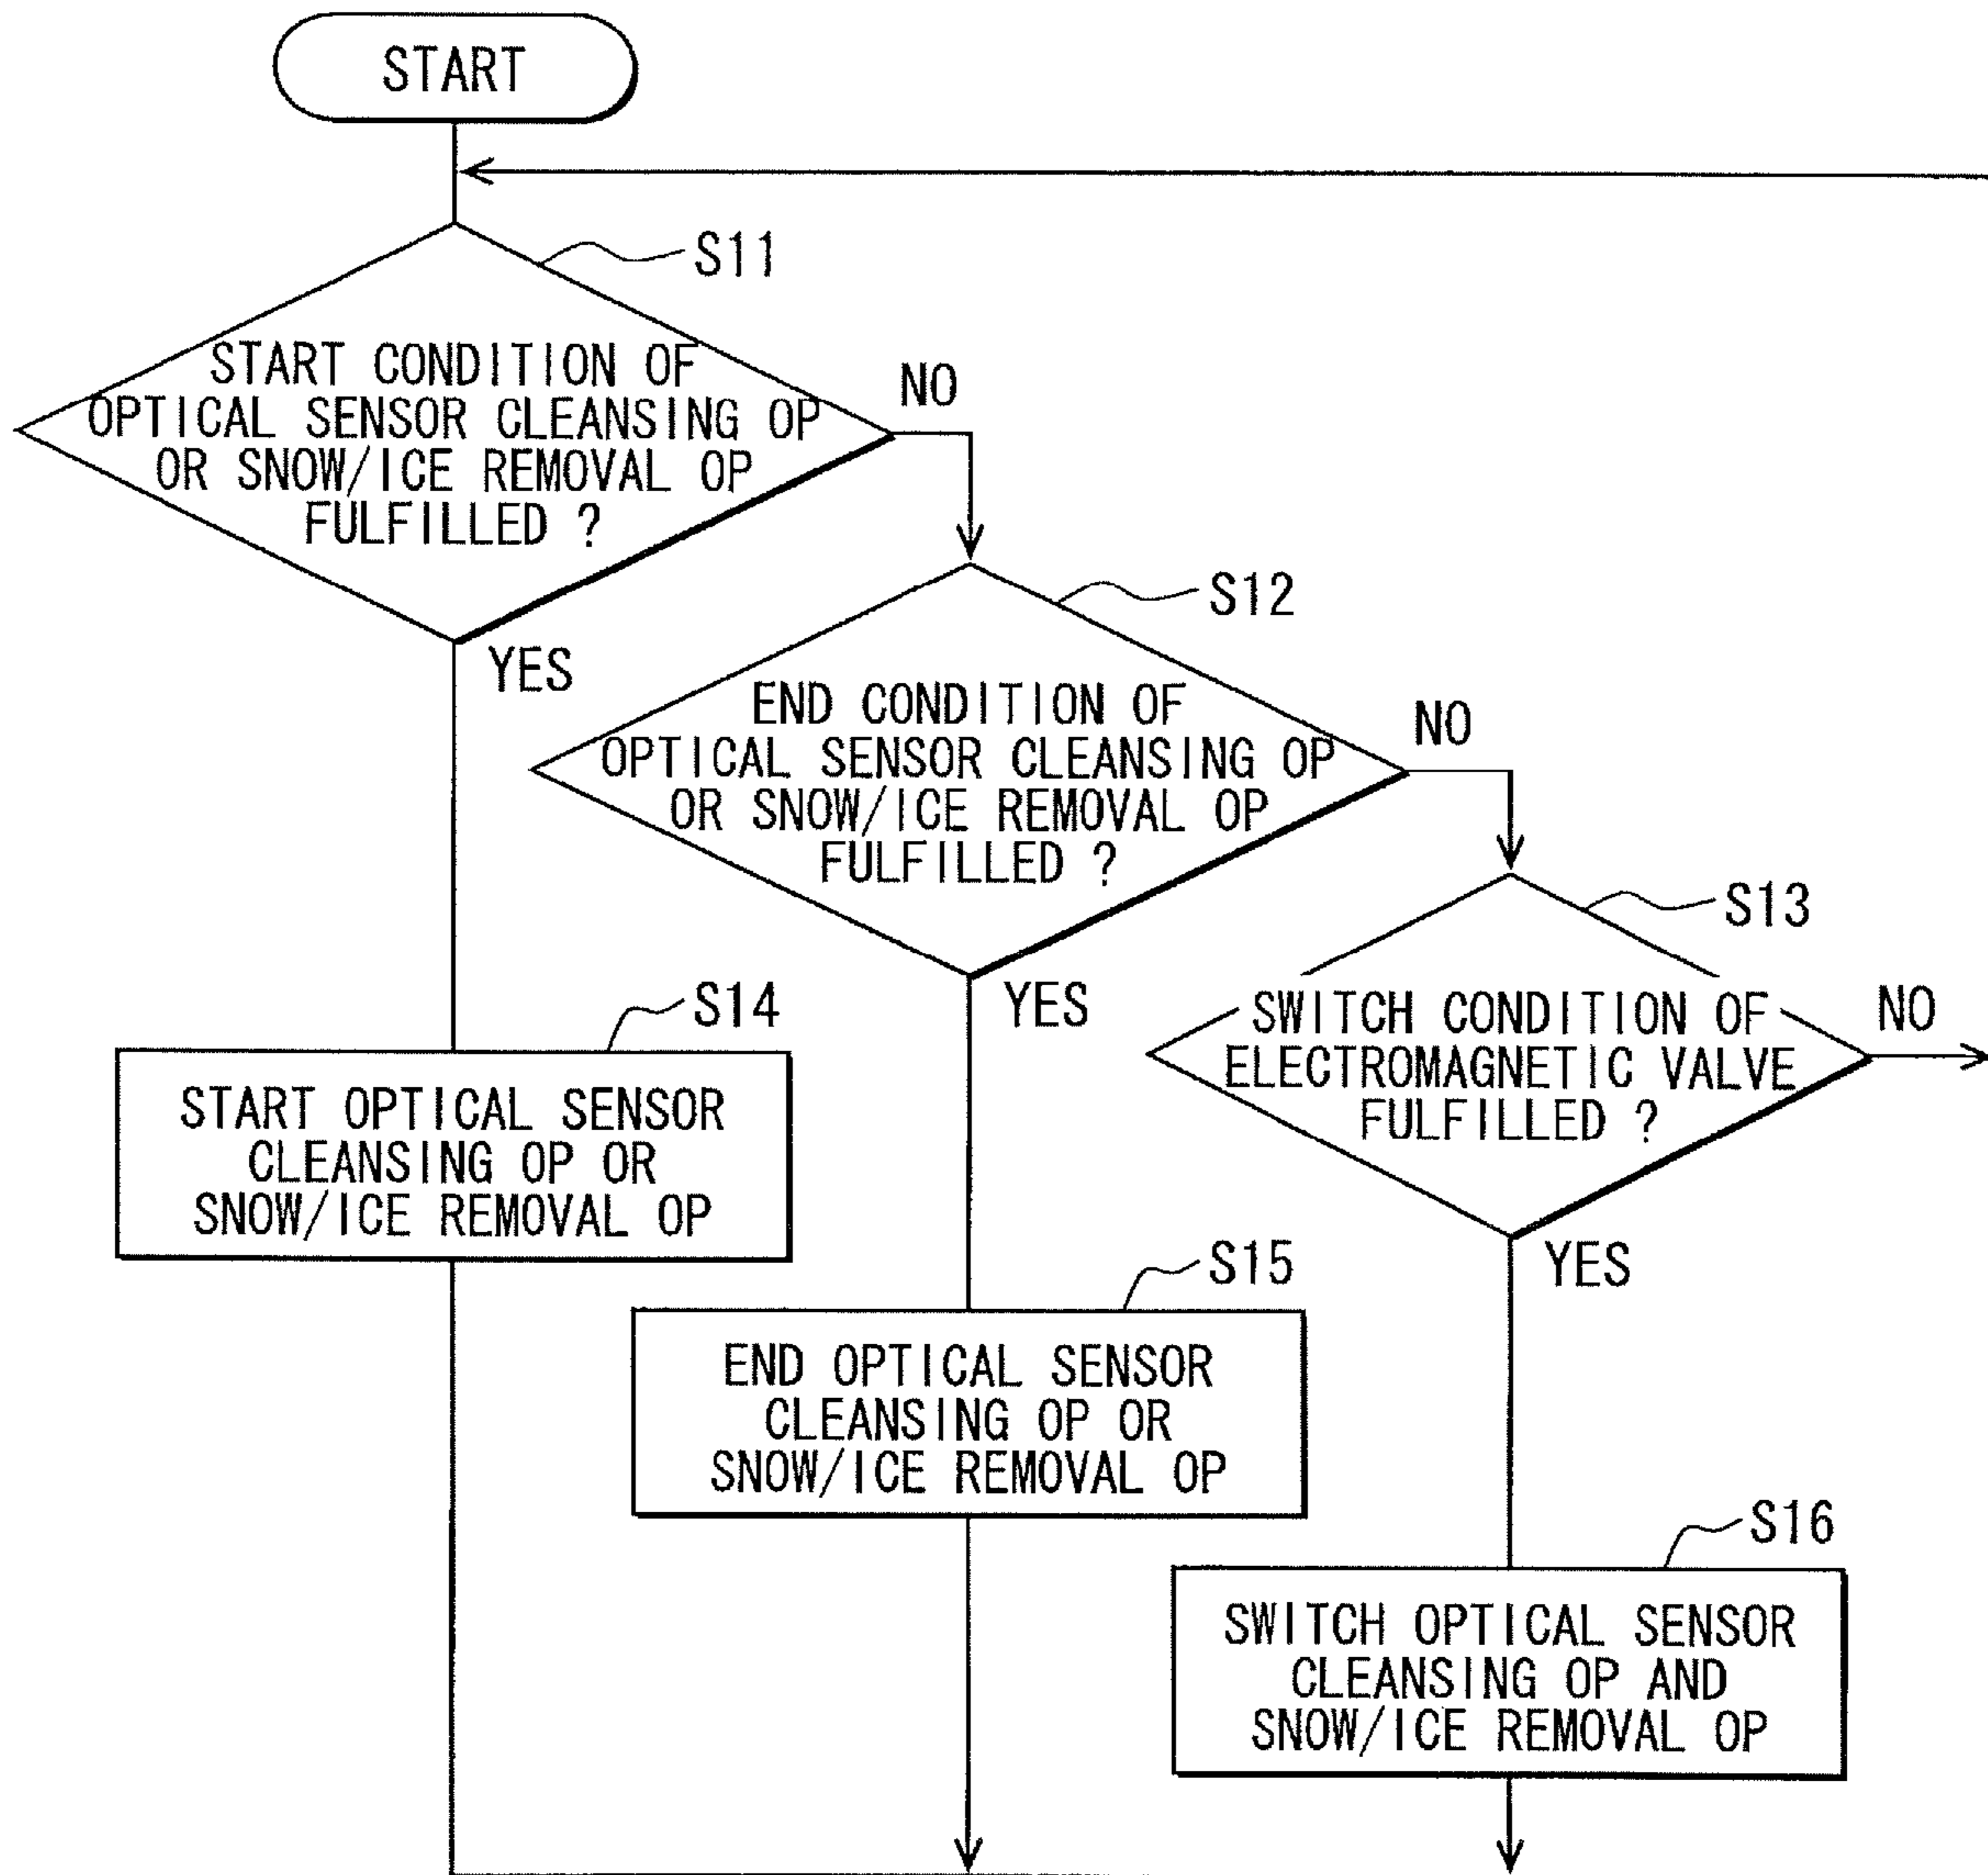 START
S11
START CONDITION OF
OPTICAL SENSOR CLEANSING OP
OR SNOW/ICE REMOVAL OP
FULFILLED ?
NO
YES
S12
END CONDITION OF
OPTICAL SENSOR CLEANSING OP
OR SNOW/ICE REMOVAL OP
FULFILLED ?
NO
YES
S13
SWITCH CONDITION OF
ELECTROMAGNETIC VALVE
FULFILLED ?
NO
YES
S14
START OPTICAL SENSOR
CLEANSING OP OR
SNOW/ICE REMOVAL OP
S15
END OPTICAL SENSOR
CLEANSING OP OR
SNOW/ICE REMOVAL OP
S16
SWITCH OPTICAL SENSOR
CLEANSING OP AND
SNOW/ICE REMOVAL OP